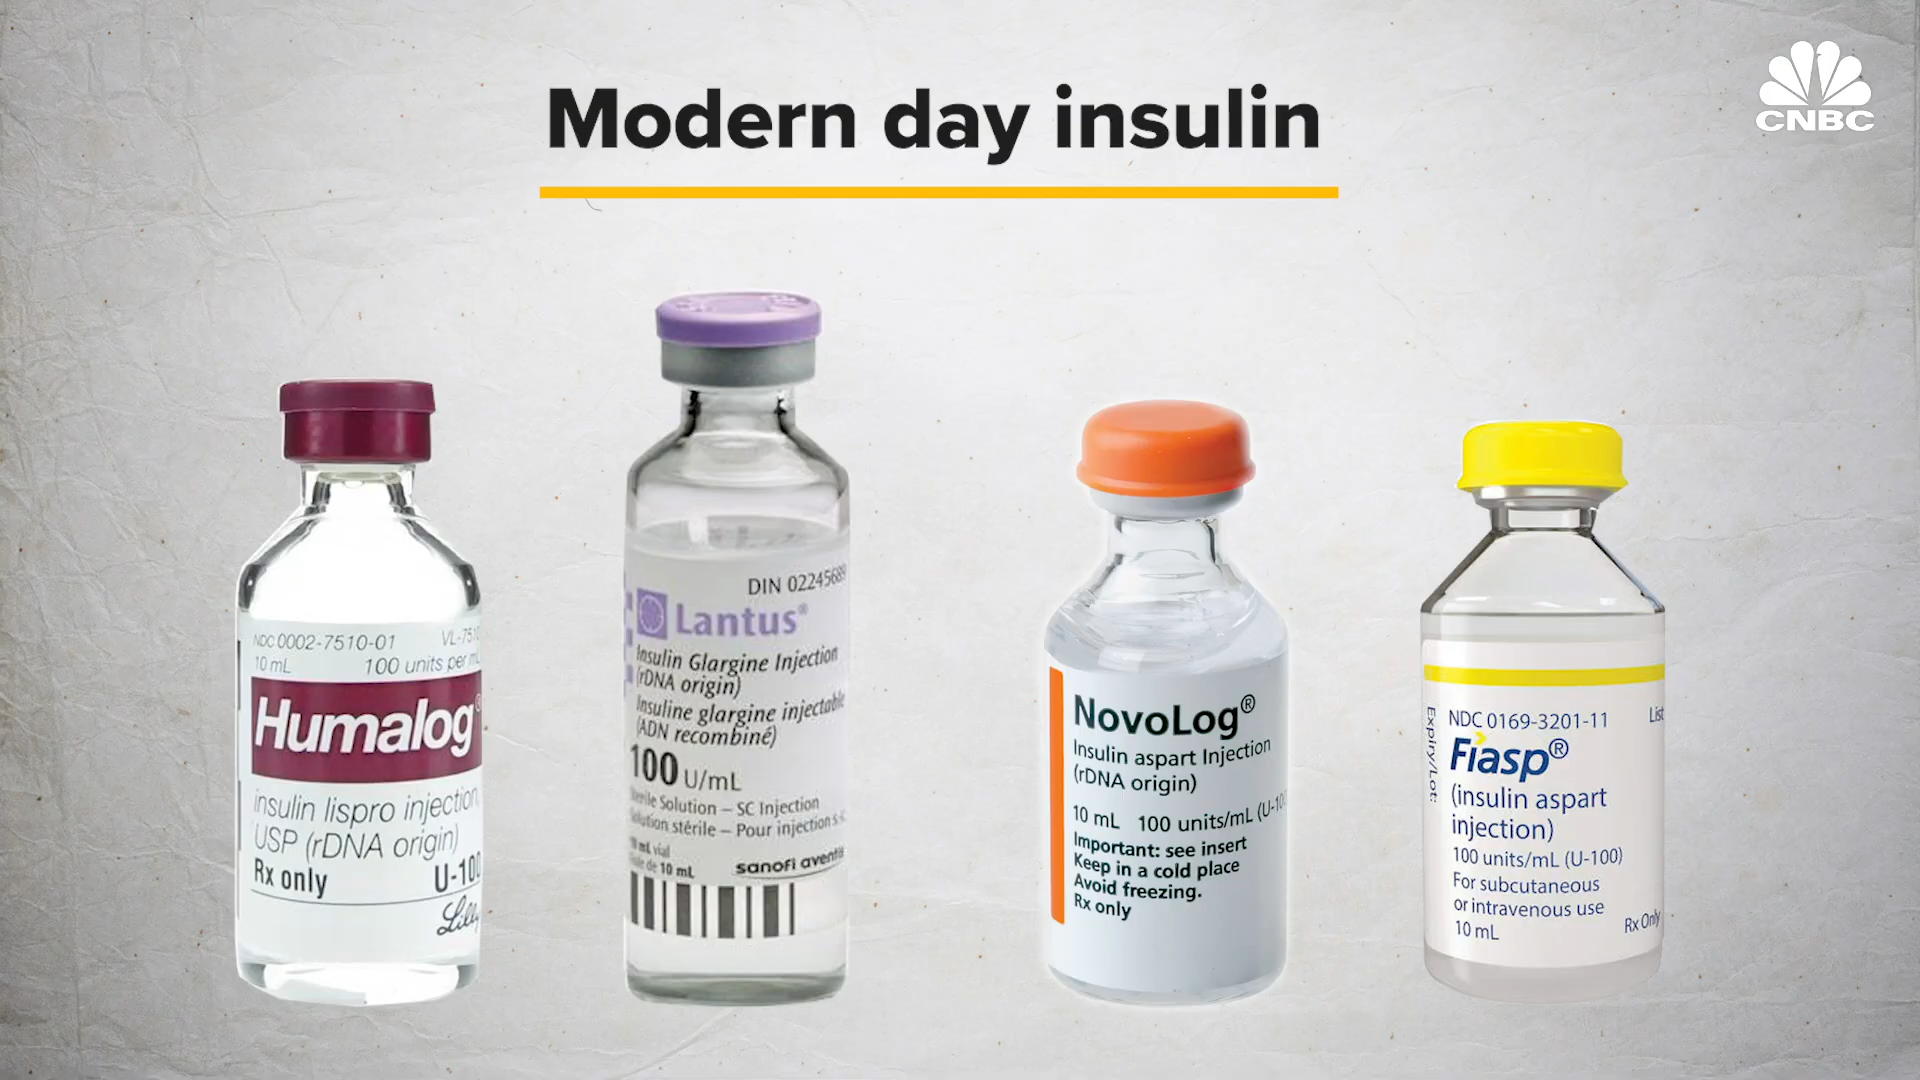 Modern day insulin
CNBC
NDC 0002-7510-01
10 mL 100 units per
Humalog®
insulin lispro injection,
USP (rDNA origin)
Rx only
U-100
Lilly
DIN 02245689
Lantus®
Insulin Glargine Injection
(rDNA origin)
Insuline glargine injectable
(ADN recombiné)
100 U/mL
Solution – SC Injection
stérile – Pour injection
vial
de 10 mL
sanofi aventis
NovoLog®
Insulin aspart Injection
(rDNA origin)
10 mL 100 units/mL (U-10
Important: see insert
Keep in a cold place
Avoid freezing.
Rx only
Expiry/Lot:
NDC 0169-3201-11
List
Fiasp®
(insulin aspart
injection)
100 units/mL (U-100)
For subcutaneous
or intravenous use
10 mL
Rx Only